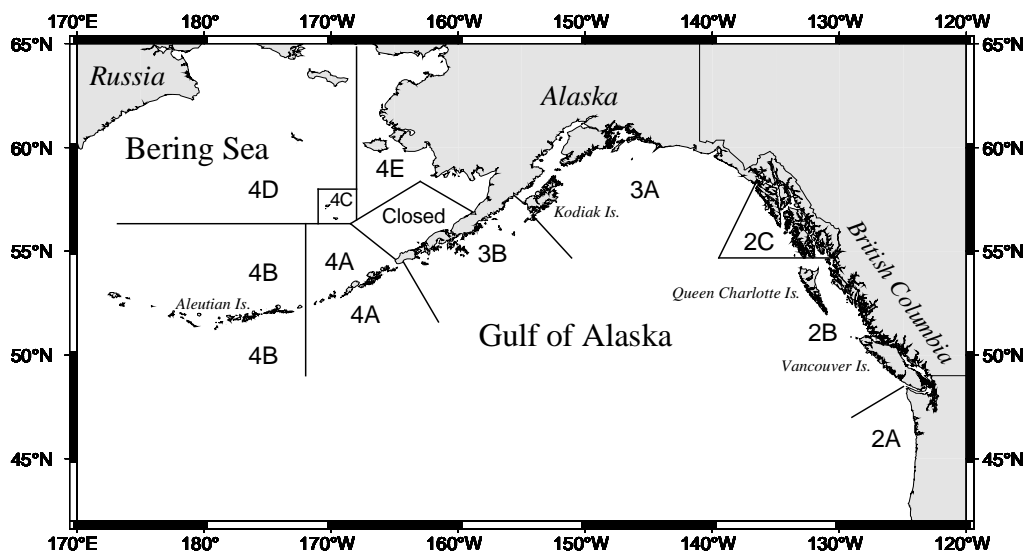 170°E 180° 170°W 160°W 150°W 140°W 130°W 120°W
65°N 65°N
Russia
Alaska
60°N 60°N
Bering Sea
4E
4D
4C
3A
Closed
Kodiak Is.
2C
British Columbia
55°N 55°N
3B
4A
4B
Queen Charlotte Is.
Aleutian Is.
4A
2B
Gulf of Alaska
50°N 50°N
4B
Vancouver Is.
2A
45°N 45°N
170°E 180° 170°W 160°W 150°W 140°W 130°W 120°W